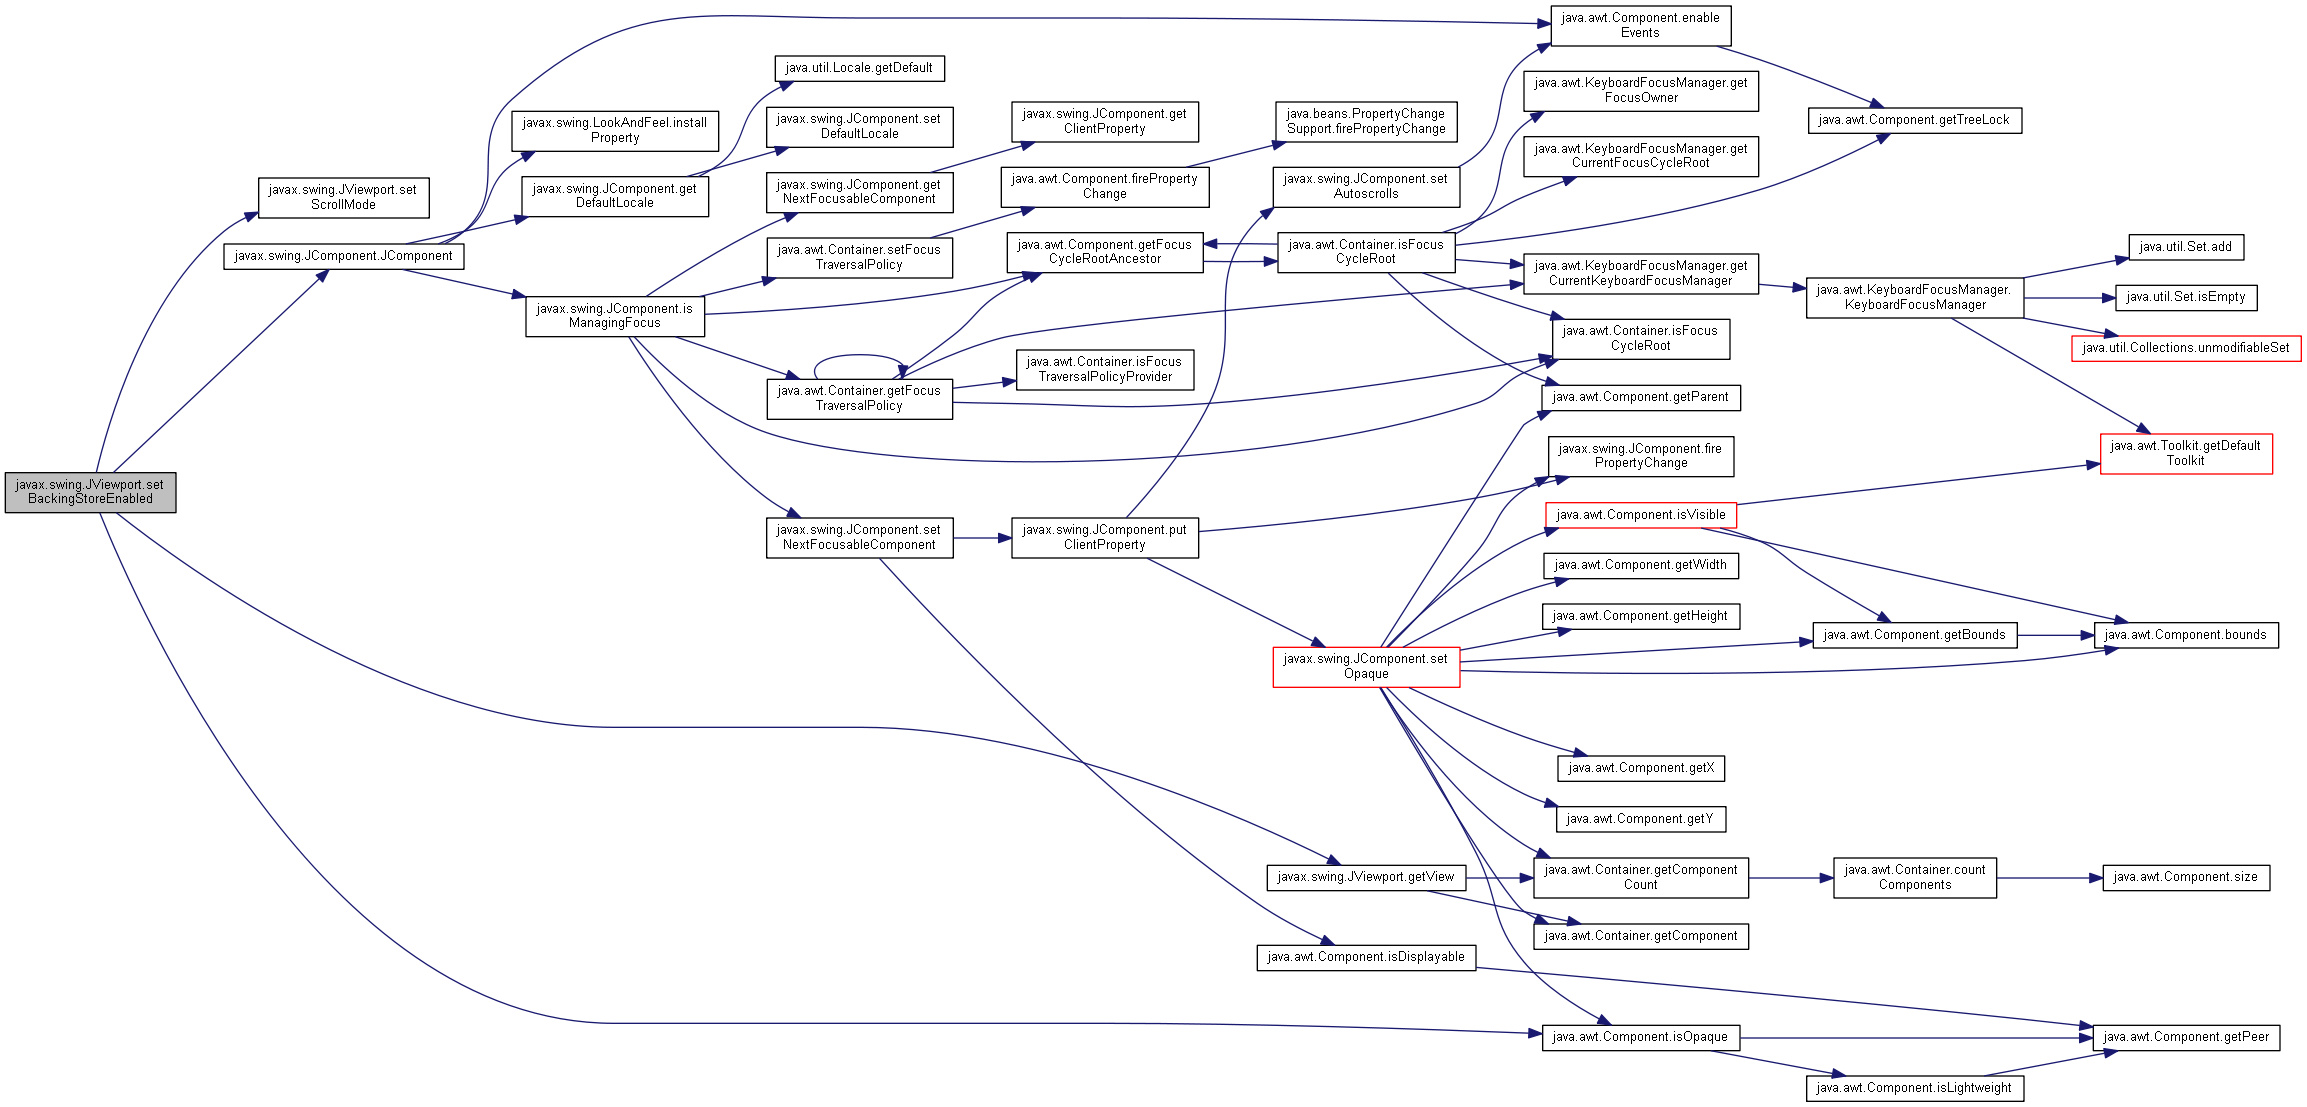 javax.swing.JViewport.set
BackingStoreEnabled
javax.swing.JViewport.set
ScrollMode
javax.swing.JComponent.JComponent
javax.swing.LookAndFeel.install
Property
javax.swing.JComponent.get
DefaultLocale
javax.swing.JComponent.is
ManagingFocus
java.util.Locale.getDefault
javax.swing.JComponent.set
DefaultLocale
javax.swing.JComponent.get
NextFocusableComponent
java.awt.Container.setFocus
TraversalPolicy
java.awt.Container.getFocus
TraversalPolicy
javax.swing.JComponent.set
NextFocusableComponent
javax.swing.JComponent.get
ClientProperty
java.awt.Component.fireProperty
Change
java.awt.Component.getFocus
CycleRootAncestor
java.awt.Container.isFocus
TraversalPolicyProvider
javax.swing.JComponent.put
ClientProperty
java.beans.PropertyChange
Support.firePropertyChange
javax.swing.JComponent.set
Autoscrolls
java.awt.Container.isFocus
CycleRoot
javax.swing.JComponent.set
Opaque
javax.swing.JViewport.getView
java.awt.Component.isDisplayable
java.awt.Component.enable
Events
java.awt.KeyboardFocusManager.get
FocusOwner
java.awt.KeyboardFocusManager.get
CurrentFocusCycleRoot
java.awt.KeyboardFocusManager.get
CurrentKeyboardFocusManager
java.awt.Container.isFocus
CycleRoot
java.awt.Component.getParent
javax.swing.JComponent.fire
PropertyChange
java.awt.Component.isVisible
java.awt.Component.getWidth
java.awt.Component.getHeight
java.awt.Component.getX
java.awt.Component.getY
java.awt.Container.getComponent
Count
java.awt.Container.getComponent
java.awt.Component.isOpaque
java.awt.Component.getTreeLock
java.awt.KeyboardFocusManager.
KeyboardFocusManager
java.awt.Component.getBounds
java.awt.Container.count
Components
java.awt.Component.isLightweight
java.util.Set.add
java.util.Set.isEmpty
java.util.Collections.unmodifiableSet
java.awt.Toolkit.getDefault
Toolkit
java.awt.Component.bounds
java.awt.Component.size
java.awt.Component.getPeer